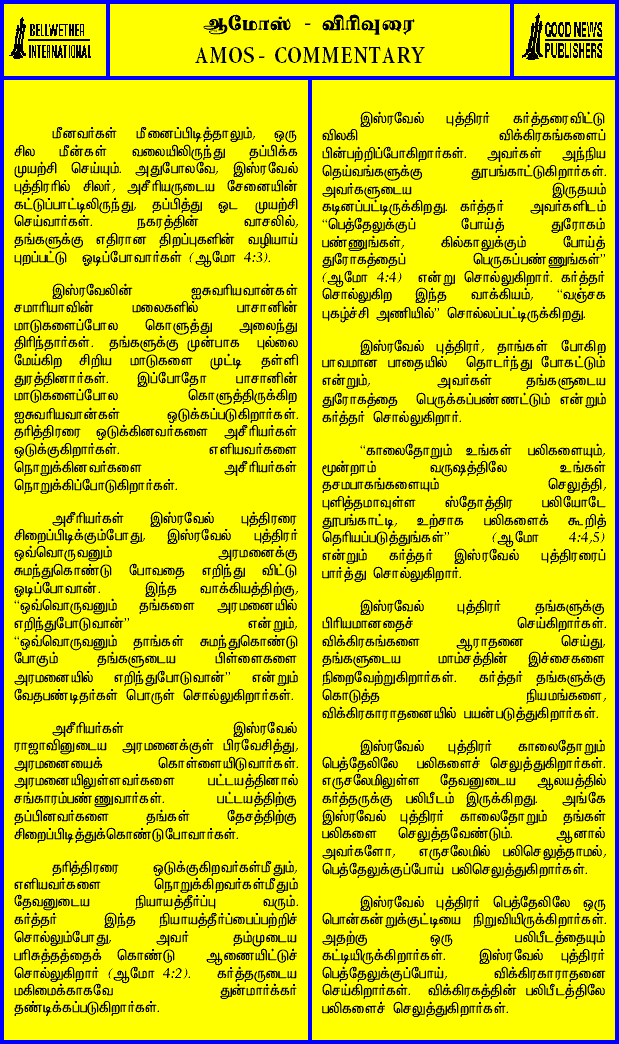 BELLWETHER
INTERNATIONAL
ஆமோஸ் - விரிவுரை
AMOS - COMMENTARY
GOOD NEWS
PUBLISHERS
மீனவர்கள் மீனைப்பிடித்தாலும், ஒரு
சில மீன்கள் வலையிலிருந்து தப்பிக்க
முயற்சி செய்யும். அதுபோலவே, இஸ்ரவேல்
புத்திரரில் சிலர், அசீரியருடைய சேனையின்
கட்டுப்பாட்டிலிருந்து, தப்பித்து ஓட முயற்சி
செய்வார்கள். நகரத்தின் வாசலில்,
தங்களுக்கு எதிரான திறப்புகளின் வழியாய்
புறப்பட்டு ஓடிப்போவார்கள் (ஆமோ 4:3).
இஸ்ரவேலின் ஐசுவரியவான்கள்
சமாரியாவின் மலைகளில் பாசானின்
மாடுகளைப்போல கொளுத்து அலைந்து
திரிந்தார்கள். தங்களுக்கு முன்பாக புல்லை
மேய்கிற சிறிய மாடுகளை முட்டி தள்ளி
துரத்தினார்கள். இப்போதோ பாசானின்
மாடுகளைப்போல கொளுத்திருக்கிற
ஐசுவரியவான்கள் ஒடுக்கப்படுகிறார்கள்.
தரித்திரரை ஒடுக்கினவர்களை அசீரியர்கள்
ஒடுக்குகிறார்கள். எளியவர்களை
நொறுக்கினவர்களை அசீரியர்கள்
நொறுக்கிப்போடுகிறார்கள்.
அசீரியர்கள் இஸ்ரவேல் புத்திரரை
சிறைப்பிடிக்கும்போது, இஸ்ரவேல் புத்திரர்
ஒவ்வொருவனும் அரமனைக்கு
சுமந்துகொண்டு போவதை எறிந்து விட்டு
ஓடிப்போவான். இந்த வாக்கியத்திற்கு,
“ஒவ்வொருவனும் தங்களை அரமனையில்
எறிந்துபோடுவான்” என்றும்,
“ஒவ்வொருவனும் தாங்கள் சுமந்துகொண்டு
போகும் தங்களுடைய பிள்ளைகளை
அரமனையில் எறிந்துபோடுவான்” என்றும்
வேதபண்டிதர்கள் பொருள் சொல்லுகிறார்கள்.
அசீரியர்கள் இஸ்ரவேல்
ராஜாவினுடைய அரமனைக்குள் பிரவேசித்து,
அரமனையைக் கொள்ளையிடுவார்கள்.
அரமனையிலுள்ளவர்களை பட்டயத்தினால்
சங்காரம்பண்ணுவார்கள். பட்டயத்திற்கு
தப்பினவர்களை தங்கள் தேசத்திற்கு
சிறைப்பிடித்துக்கொண்டுபோவார்கள்.
தரித்திரரை ஒடுக்குகிறவர்கள்மீதும்,
எளியவர்களை நொறுக்கிறவர்கள்மீதும்
தேவனுடைய நியாயத்தீர்ப்பு வரும்.
கர்த்தர் இந்த நியாயத்தீர்ப்பைப்பற்றிச்
சொல்லும்போது, அவர் தம்முடைய
பரிசுத்தத்தைக் கொண்டு ஆணையிட்டுச்
சொல்லுகிறார் (ஆமோ 4:2). கர்த்தருடைய
மகிமைக்காகவே துன்மார்க்கர்
தண்டிக்கப்படுகிறார்கள்.
இஸ்ரவேல் புத்திரர் கர்த்தரைவிட்டு
விலகி விக்கிரகங்களைப்
பின்பற்றிப்போகிறார்கள். அவர்கள் அந்நிய
தெய்வங்களுக்கு தூபங்காட்டுகிறார்கள்.
அவர்களுடைய இருதயம்
கடினப்பட்டிருக்கிறது. கர்த்தர் அவர்களிடம்
“பெத்தேலுக்குப் போய்த் துரோகம்
பண்ணுங்கள், கில்காலுக்கும் போய்த்
துரோகத்தைப் பெருகப்பண்ணுங்கள்”
(ஆமோ 4:4) என்று சொல்லுகிறார். கர்த்தர்
சொல்லுகிற இந்த வாக்கியம், “வஞ்சக
புகழ்ச்சி அணியில்” சொல்லப்பட்டிருக்கிறது.
இஸ்ரவேல் புத்திரர், தாங்கள் போகிற
பாவமான பாதையில் தொடர்ந்து போகட்டும்
என்றும், அவர்கள் தங்களுடைய
துரோகத்தை பெருக்கப்பண்ணட்டும் என்றும்
கர்த்தர் சொல்லுகிறார்.
“காலைதோறும் உங்கள் பலிகளையும்,
மூன்றாம் வருஷத்திலே உங்கள்
தசமபாகங்களையும் செலுத்தி,
புளித்தமாவுள்ள ஸ்தோத்திர பலியோடே
தூபங்காட்டி, உற்சாக பலிகளைக் கூறித்
தெரியப்படுத்துங்கள்” (ஆமோ 4:4,5)
என்றும் கர்த்தர் இஸ்ரவேல் புத்திரரைப்
பார்த்து சொல்லுகிறார்.
இஸ்ரவேல் புத்திரர் தங்களுக்கு
பிரியமானதைச் செய்கிறார்கள்.
விக்கிரகங்களை ஆராதனை செய்து,
தங்களுடைய மாம்சத்தின் இச்சைகளை
நிறைவேற்றுகிறார்கள். கர்த்தர் தங்களுக்கு
கொடுத்த நியமங்களை,
விக்கிரகாராதனையில் பயன்படுத்துகிறார்கள்.
இஸ்ரவேல் புத்திரர் காலைதோறும்
பெத்தேலிலே பலிகளைச் செலுத்துகிறார்கள்.
எருசலேமிலுள்ள தேவனுடைய ஆலயத்தில்
கர்த்தருக்கு பலிபீடம் இருக்கிறது. அங்கே
இஸ்ரவேல் புத்திரர் காலைதோறும் தங்கள்
பலிகளை செலுத்தவேண்டும். ஆனால்
அவர்களோ, எருசலேமில் பலிசெலுத்தாமல்,
பெத்தேலுக்குப்போய் பலிசெலுத்துகிறார்கள்.
இஸ்ரவேல் புத்திரர் பெத்தேலிலே ஒரு
பொன்கன்றுக்குட்டியை நிறுவியிருக்கிறார்கள்.
அதற்கு ஒரு பலிபீடத்தையும்
கட்டியிருக்கிறார்கள். இஸ்ரவேல் புத்திரர்
பெத்தேலுக்குப்போய், விக்கிரகாராதனை
செய்கிறார்கள். விக்கிரகத்தின் பலிபீடத்திலே
பலிகளைச் செலுத்துகிறார்கள்.